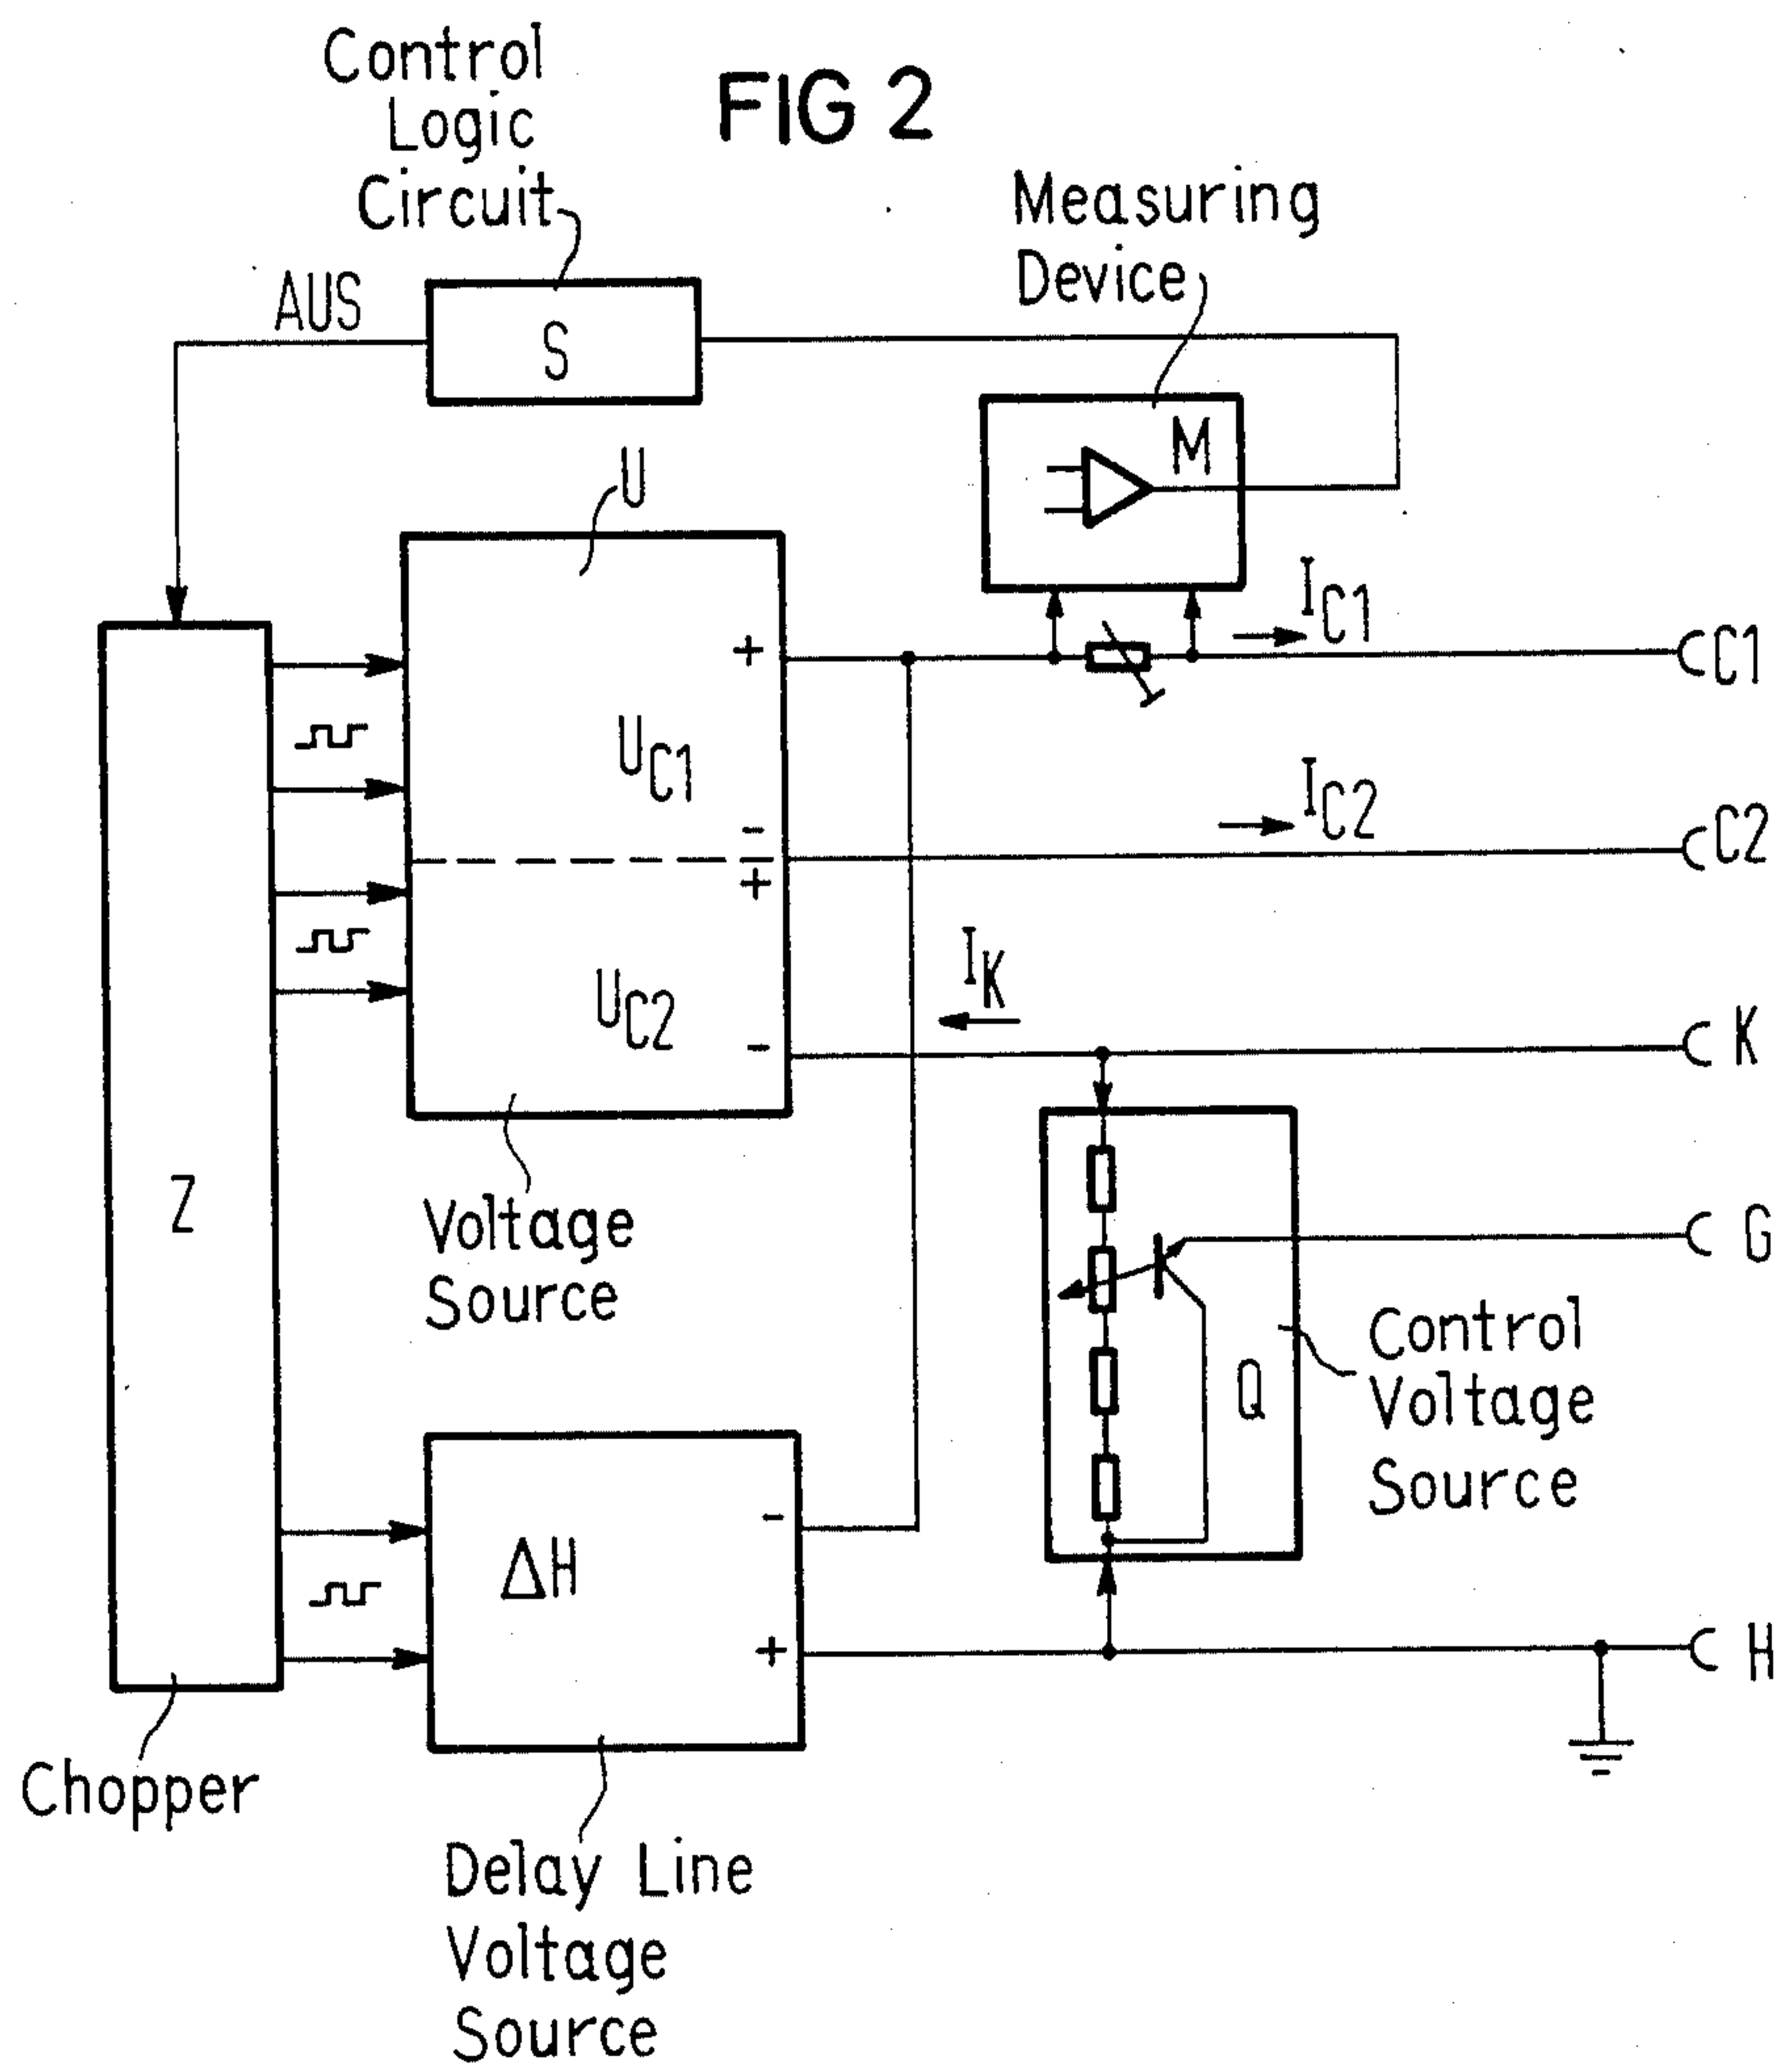 Control
Logic
Circuit
FIG 2
Measuring
Device
AUS
S
M
U
I_C1
C1
+
U_C1
-
I_C2
C2
+
U_C2
I_K
-
K
Z
Voltage
Source
G
Q
Control
Voltage
Source
-
ΔH
+
H
Chopper
Delay Line
Voltage
Source